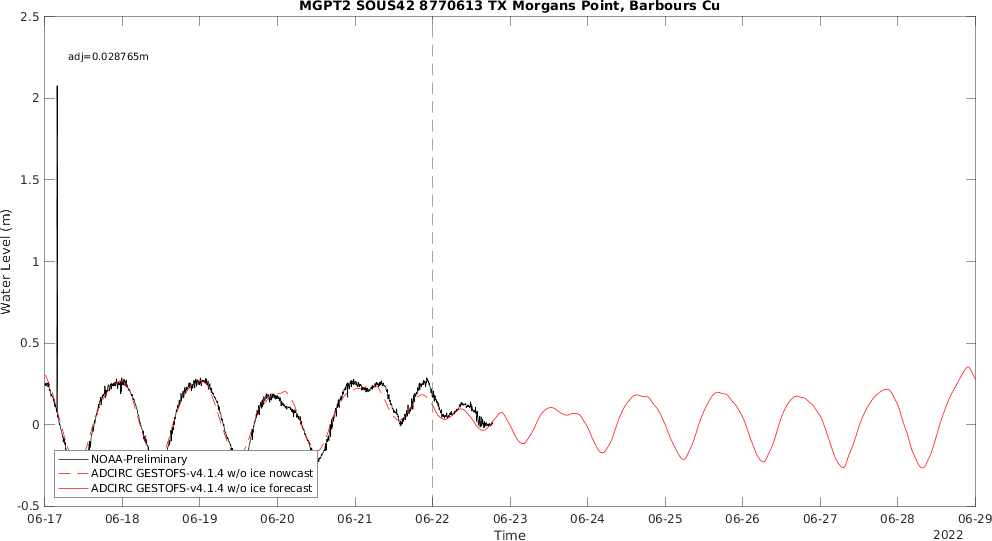 MGPT2 SOUS42 8770613 TX Morgans Point, Barbours Cu
adj=0.028765m
2.5
2
1.5
1
0.5
0
-0.5
Water Level (m)
NOAA-Preliminary
ADCIRC GESTOFS-v4.1.4 w/o ice nowcast
ADCIRC GESTOFS-v4.1.4 w/o ice forecast
06-17 06-18 06-19 06-20 06-21 06-22 06-23 06-24 06-25 06-26 06-27 06-28 06-29
Time
2022